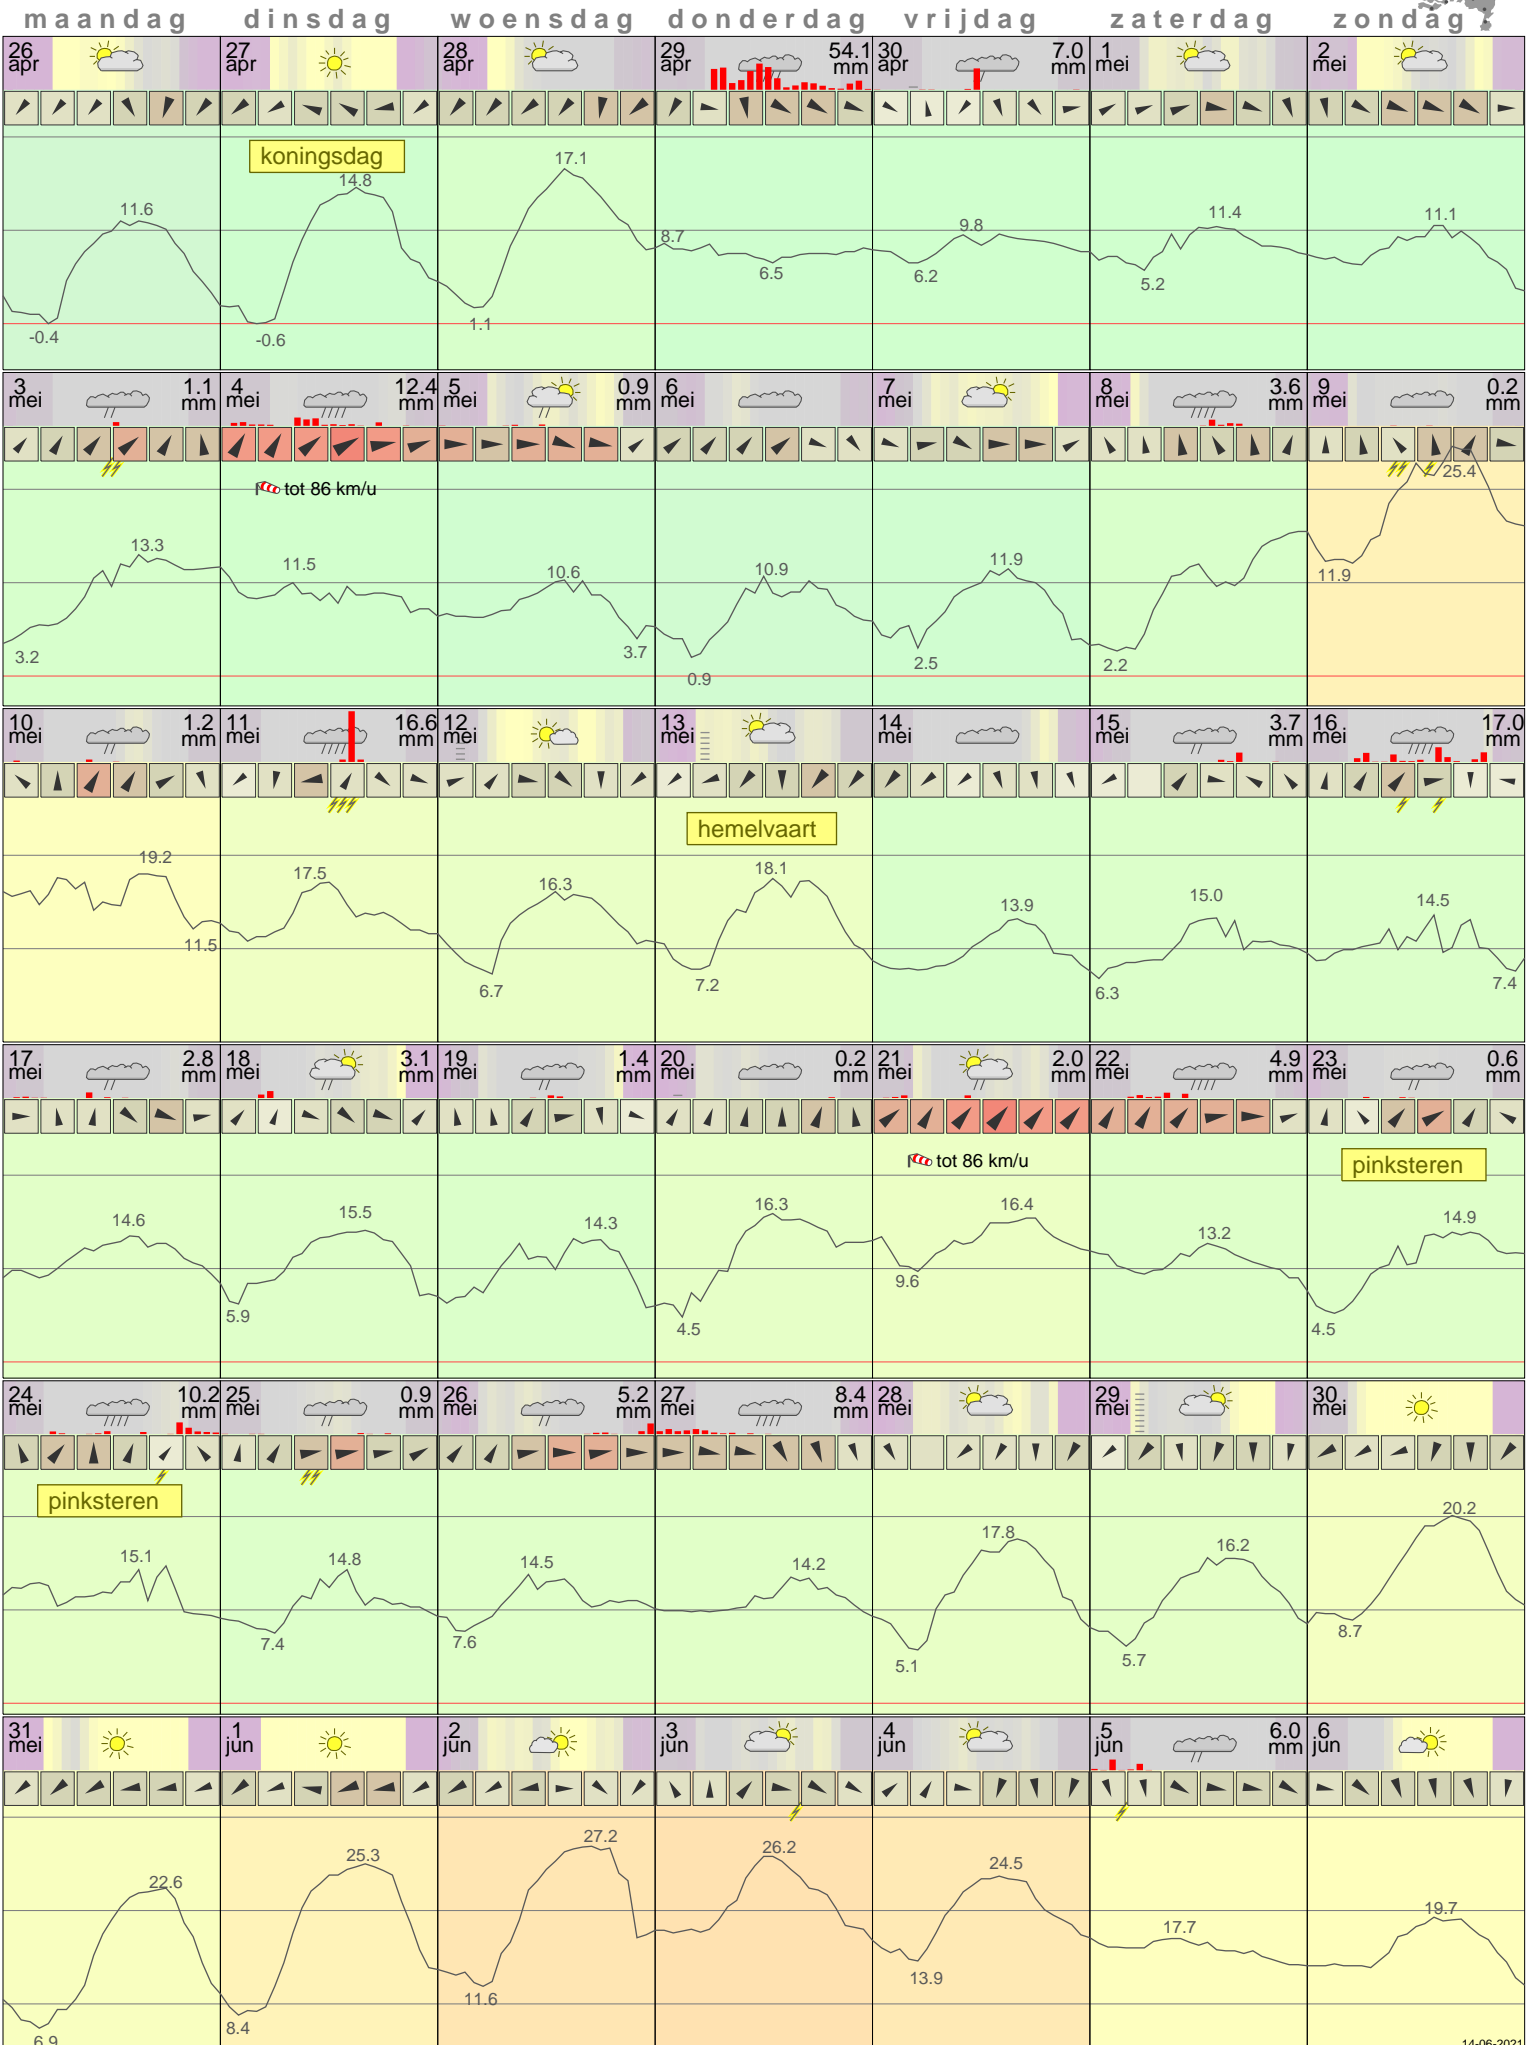 maandag dinsdag woensdag donderdag vrijdag zaterdag zondag
26 27 28 29 54.1 30 7.0 1 2
apr apr apr apr mm apr mm mei mei
koningsdag
17.1
14.8
11.6 11.4 11.1
8.7 9.8
6.5 6.2 5.2
-0.4 -0.6 1.1
3 1.1 4 12.4 5 0.9 6 7 8 3.6 9 0.2
mei mm mei mm mei mm mei mei mei mm mei mm
25.4
tot 86 km/u
13.3 11.5 10.6 10.9 11.9
11.9
3.2 3.7 0.9 2.5 2.2
10 1.2 11 16.6 12 13 14 15 3.7 16 17.0
mei mm mei mm mei mei mei mei mm mei mm
hemelvaart
19.2 17.5 16.3 18.1 13.9 15.0 14.5
11.5 6.7 7.2 6.3 7.4
17 2.8 18 3.1 19 1.4 20 0.2 21 2.0 22 4.9 23 0.6
mei mm mei mm mei mm mei mm mei mm mei mm mei mm
tot 86 km/u pinksteren
14.6 15.5 14.3 16.3 16.4 13.2 14.9
5.9 4.5 9.6 4.5
24 10.2 25 0.9 26 5.2 27 8.4 28 29 30
mei mm mei mm mei mm mei mm mei mei mei
pinksteren
15.1 14.8 14.5 14.2 17.8 16.2 20.2
7.4 7.6 5.1 5.7 8.7
31 1 2 3 4 5 6.0 6
mei jun jun jun jun jun mm jun
22.6 25.3 27.2 26.2 24.5 17.7 19.7
6.9 8.4 11.6 13.9
14-06-2021